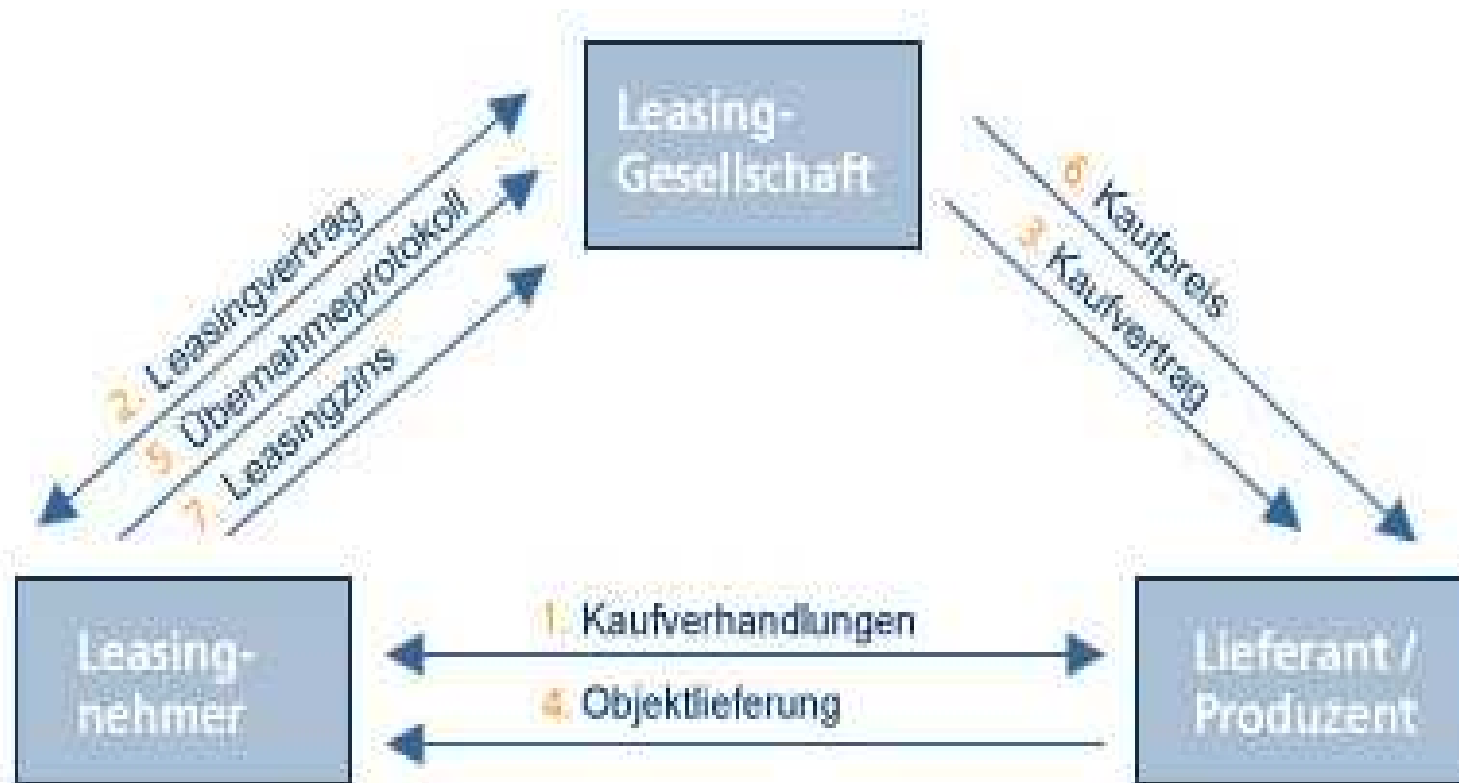 Leasing-
Gesellschaft
2. Leasingvertrag
5. Übernahmeprotokoll
7. Leasingzins
6. Kaufpreis
3. Kaufvertrag
Leasing-
nehmer
1. Kaufverhandlungen
4. Objektlieferung
Lieferant /
Produzent